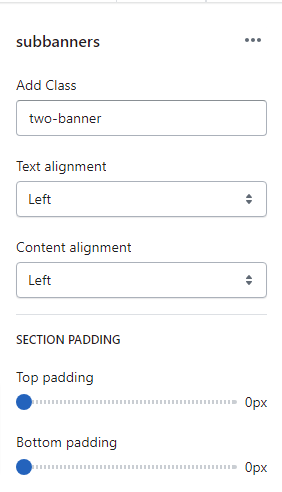 subbanners
Add Class
two-banner
Text alignment
Left
Content alignment
Left
SECTION PADDING
Top padding
0px
Bottom padding
0px